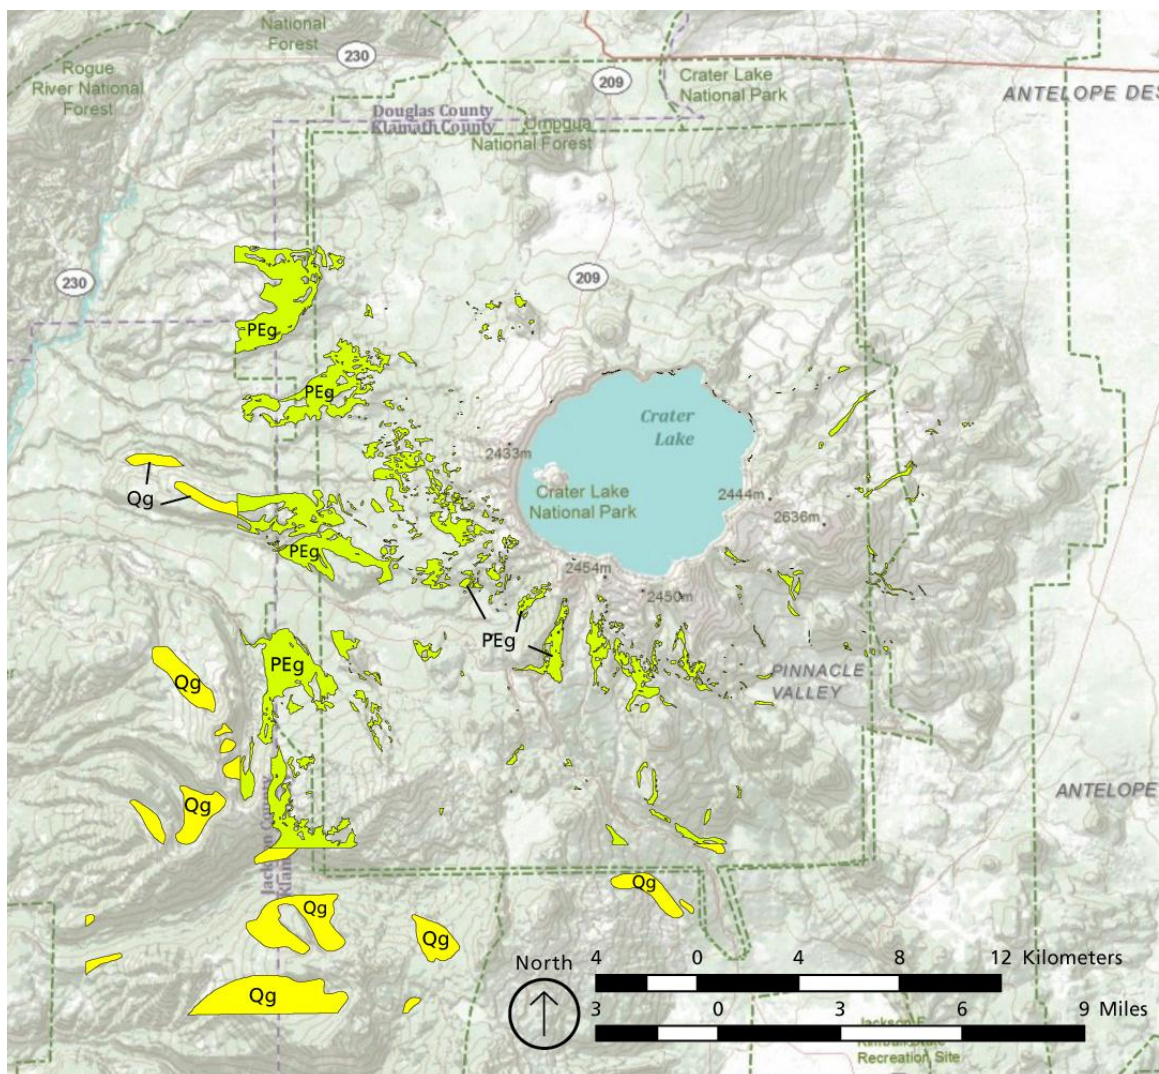 National
Forest
230
Rogue
River National
Forest
209
Crater Lake
National Park
ANTELOPE DES
Douglas County
Klamath County
Umpqua
National Forest
230
209
PEg
PEg
Crater
Lake
2433m
Qg
Crater Lake
National Park
2444m
2636m
PEg
2454m
2450m
PEg
PEg
Qg
PINNACLE
VALLEY
Qg
ANTELOPE
Jackson County
Qg
Qg
Qg
Qg
North
4 0 4 8 12 Kilometers
3 0 3 6 9 Miles
Recreation Site